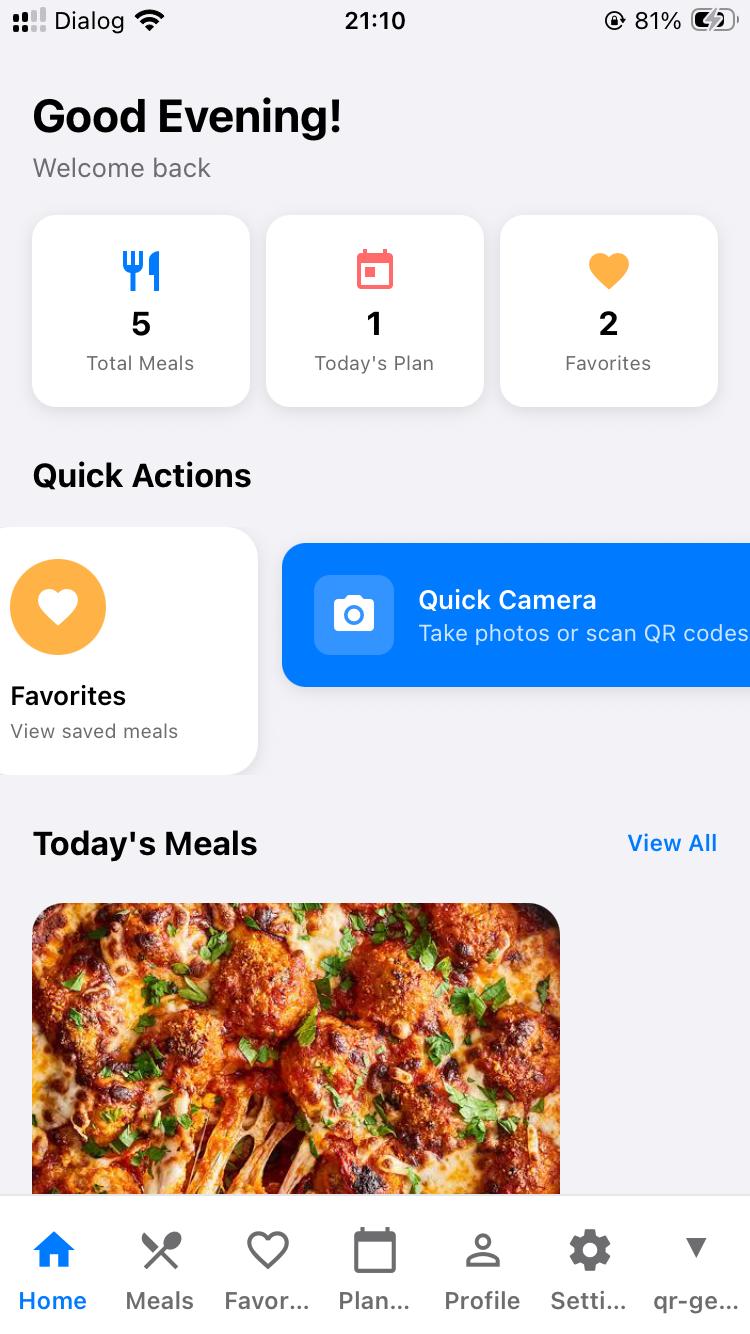 Dialog 21:10 81%
Good Evening!
Welcome back
5 1 2
Total Meals Today's Plan Favorites
Quick Actions
Quick Camera
Take photos or scan QR codes
Favorites
View saved meals
Today's Meals View All
Home Meals Favor... Plan... Profile Setti... qr-ge...